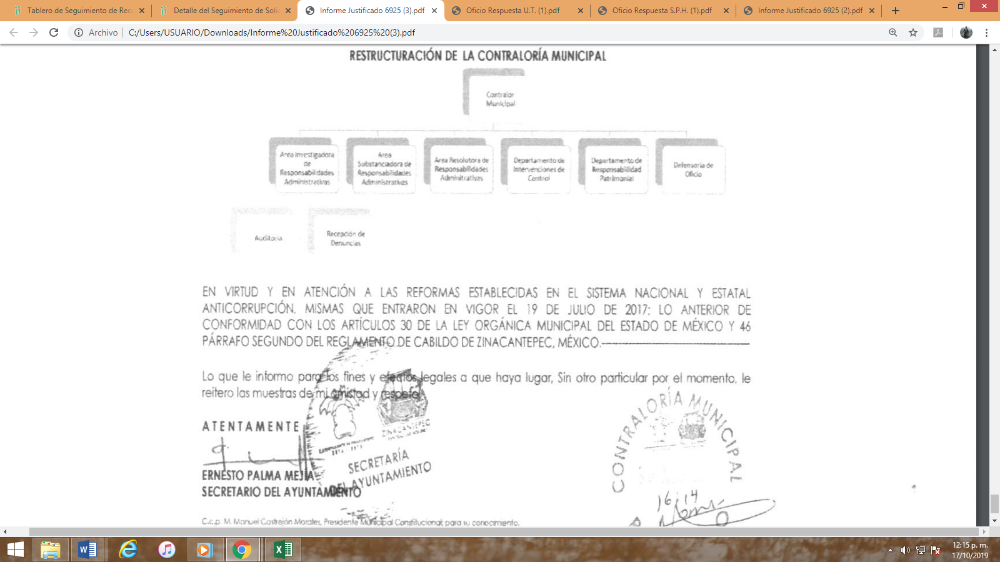 Tablero de Seguimiento de Recu
Detalle del Seguimiento de Solic
Informe Justificado 6925 (3).pdf
Oficio Respuesta U.T. (1).pdf
Oficio Respuesta S.P.H. (1).pdf
Informe Justificado 6925 (2).pdf
Archivo
C:/Users/USUARIO/Downloads/Informe%20Justificado%206925%20(3).pdf
RESTRUCTURACIÓN DE LA CONTRALORÍA MUNICIPAL
Contralor
Municipal
Area Investigadora
de
Responsabilidades
Administrativas
Area
Substanciadora de
Responsabilidades
Administrativas
Area Resolutora de
Responsabilidades
Adminitrativas
Departamento de
Intervenciones de
Control
Departamento de
Responsabilidad
Patrimonial
Defensoria de
Oficio
Auditoria
Recepción de
Denuncias
EN VIRTUD Y EN ATENCIÓN A LAS REFORMAS ESTABLECIDAS EN EL SISTEMA NACIONAL Y ESTATAL
ANTICORRUPCIÓN, MISMAS QUE ENTRARON EN VIGOR EL 19 DE JULIO DE 2017; LO ANTERIOR DE
CONFORMIDAD CON LOS ARTÍCULOS 30 DE LA LEY ORGÁNICA MUNICIPAL DEL ESTADO DE MÉXICO Y 46
PÁRRAFO SEGUNDO DEL REGLAMENTO DE CABILDO DE ZINACANTEPEC, MÉXICO.
Lo que le informo para los fines y efectos legales a que haya lugar, Sin otro particular por el momento, le
reitero las muestras de mi amistad y respeto
ATENTAMENTE
ZINACANTEPEC
SECRETARÍA
DEL AYUNTAMIENTO
CONTRALORÍA MUNICIPAL
16:14
ERNESTO PALMA MEJÍA
SECRETARIO DEL AYUNTAMIENTO
C.c.p. M. Manuel Castrejón Morales, Presidente Municipal Constitucional; para su conocimiento.
12:15 p. m.
17/10/2019